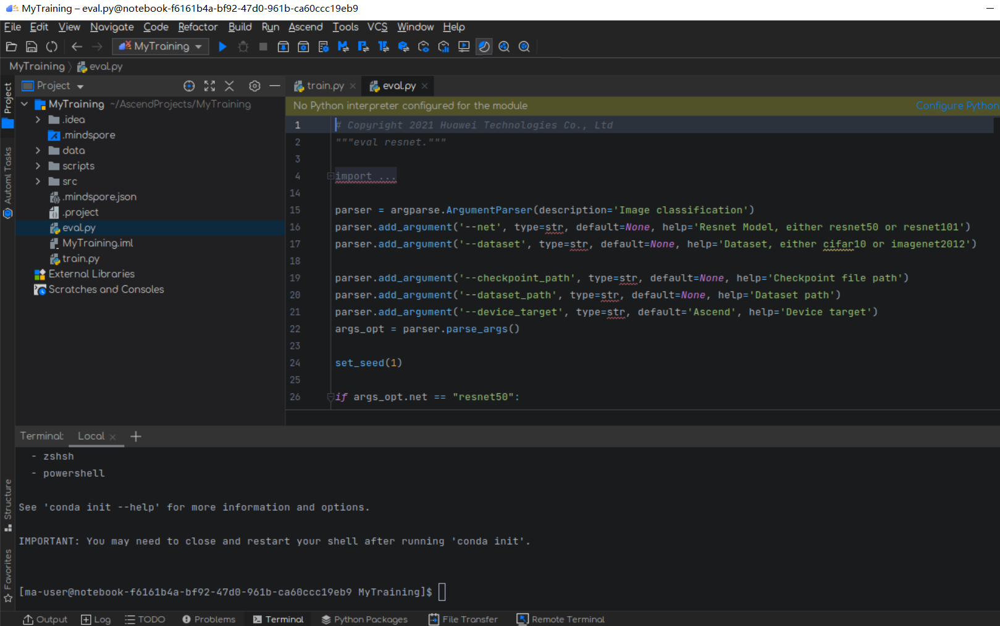 MyTraining – eval.py@notebook-f6161b4a-bf92-47d0-961b-ca60ccc19eb9
File Edit View Navigate Code Refactor Build Run Ascend Tools VCS Window Help
MyTraining
MyTraining eval.py
Project
train.py
eval.py
Project
Automl Tasks
Structure
Favorites
MyTraining ~/AscendProjects/MyTraining
.idea
.mindspore
data
scripts
src
.mindspore.json
.project
eval.py
MyTraining.iml
train.py
External Libraries
Scratches and Consoles
No Python interpreter configured for the module Configure Python
1 # Copyright 2021 Huawei Technologies Co., Ltd
2 """eval resnet."""
3
4 import ...
14
15 parser = argparse.ArgumentParser(description='Image classification')
16 parser.add_argument('--net', type=str, default=None, help='Resnet Model, either resnet50 or resnet101')
17 parser.add_argument('--dataset', type=str, default=None, help='Dataset, either cifar10 or imagenet2012')
18
19 parser.add_argument('--checkpoint_path', type=str, default=None, help='Checkpoint file path')
20 parser.add_argument('--dataset_path', type=str, default=None, help='Dataset path')
21 parser.add_argument('--device_target', type=str, default='Ascend', help='Device target')
22 args_opt = parser.parse_args()
23
24 set_seed(1)
25
26 if args_opt.net == "resnet50":
Terminal: Local
- zshsh
- powershell
See 'conda init --help' for more information and options.
IMPORTANT: You may need to close and restart your shell after running 'conda init'.
[ma-user@notebook-f6161b4a-bf92-47d0-961b-ca60ccc19eb9 MyTraining]$
Output Log TODO Problems Terminal Python Packages File Transfer Remote Terminal